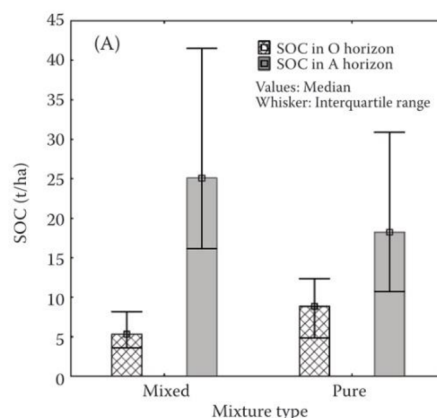 (A)
SOC in O horizon
SOC in A horizon
Values: Median
Whisker: Interquartile range
45
40
35
30
25
20
15
10
5
0
SOC (t/ha)
Mixed Pure
Mixture type